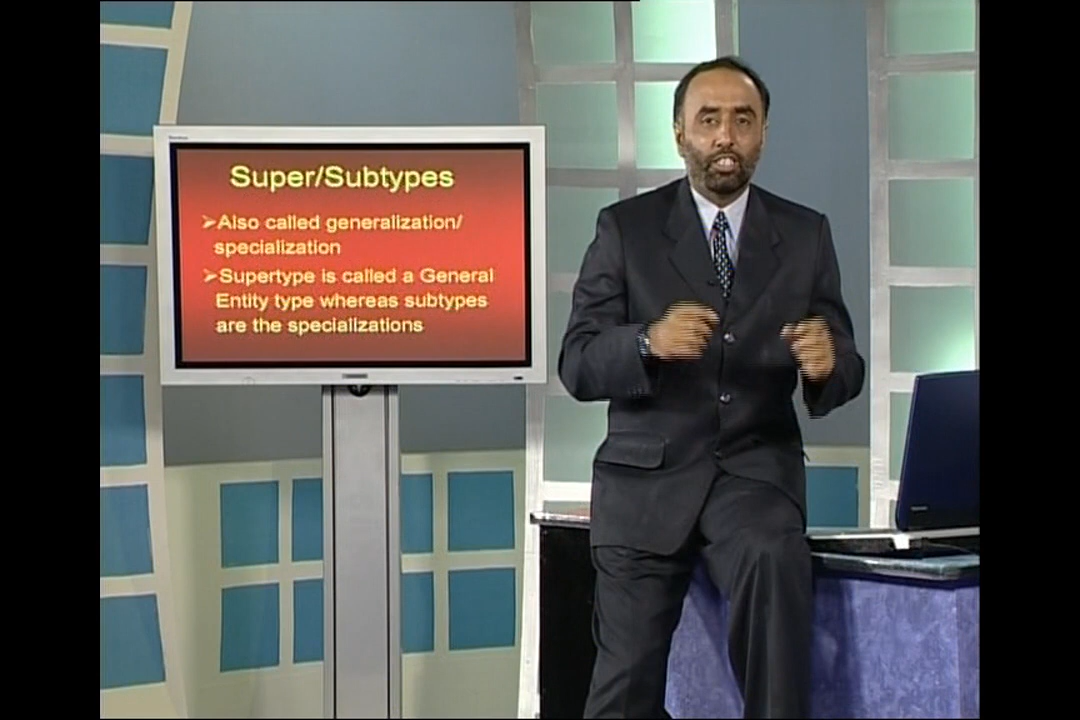 Super/Subtypes
➢Also called generalization/
specialization
➢Supertype is called a General
Entity type whereas subtypes
are the specializations